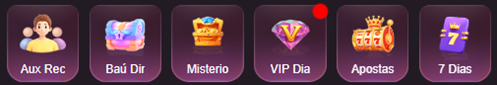 Aux Rec
Baú Dir
Misterio
VIP Dia
Apostas
7 Dias